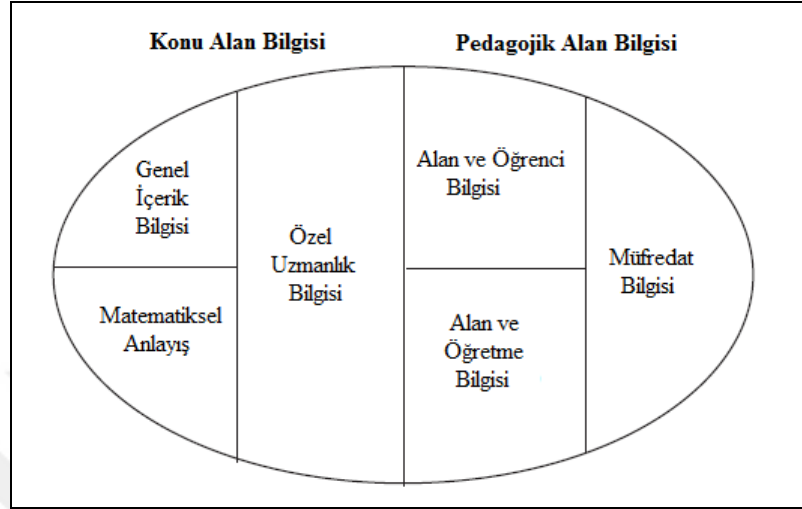 Konu Alan Bilgisi
Pedagojik Alan Bilgisi
Genel
İçerik
Bilgisi
Matematiksel
Anlayış
Özel
Uzmanlık
Bilgisi
Alan ve Öğrenci
Bilgisi
Alan ve
Öğretme
Bilgisi
Müfredat
Bilgisi